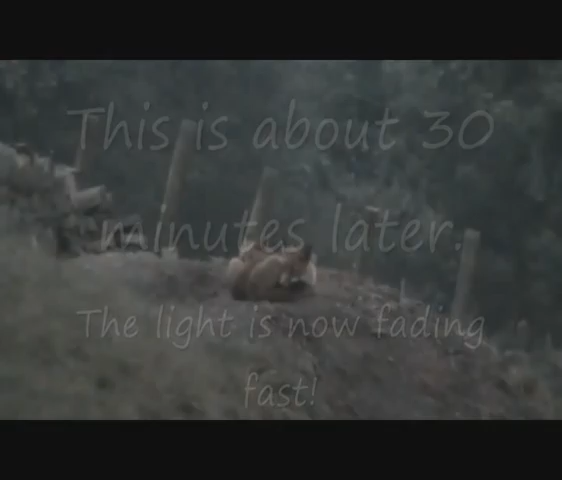 This is about 30
minutes later.
The light is now fading
fast!